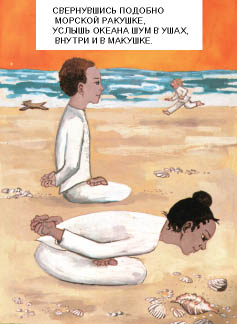 СВЕРНУВШИСЬ ПОДОБНО
МОРСКОЙ РАКУШКЕ,
УСЛЫШЬ ОКЕАНА ШУМ В УШАХ,
ВНУТРИ И В МАКУШКЕ.